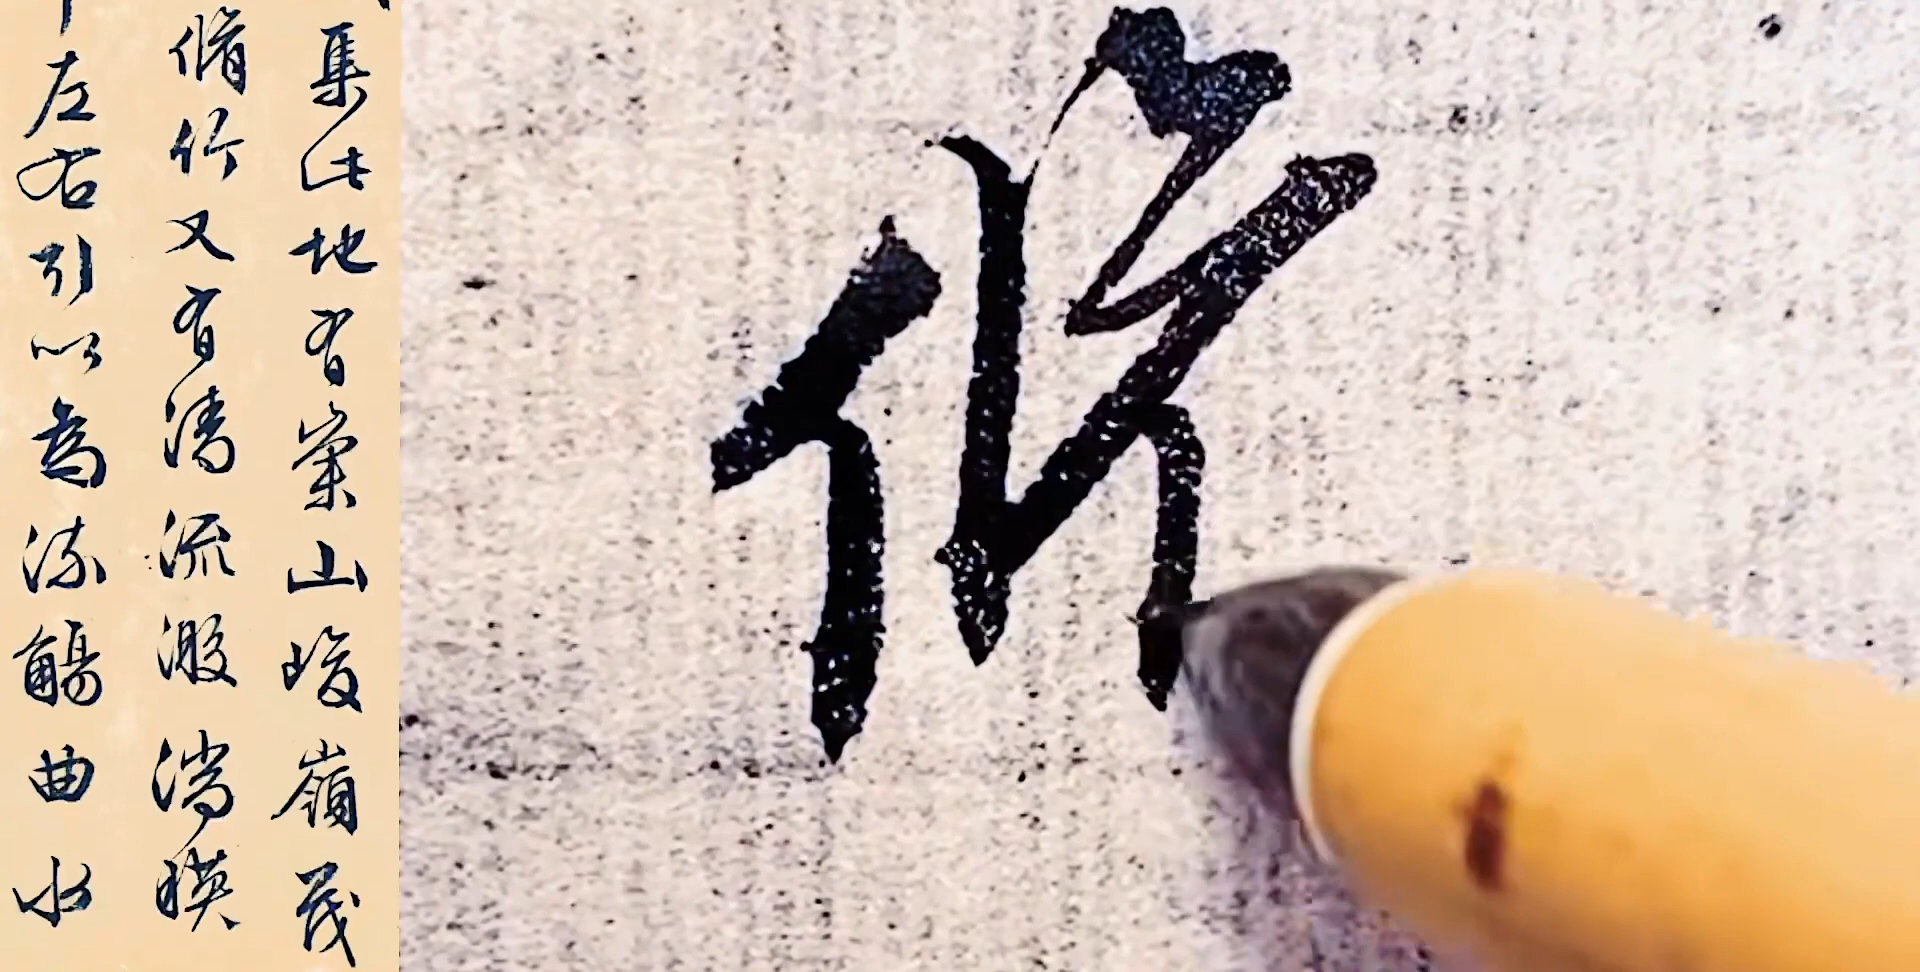 集此地有崇山峻嶺茂
脩竹又有清流激湍暎
左右引以為流觴曲水